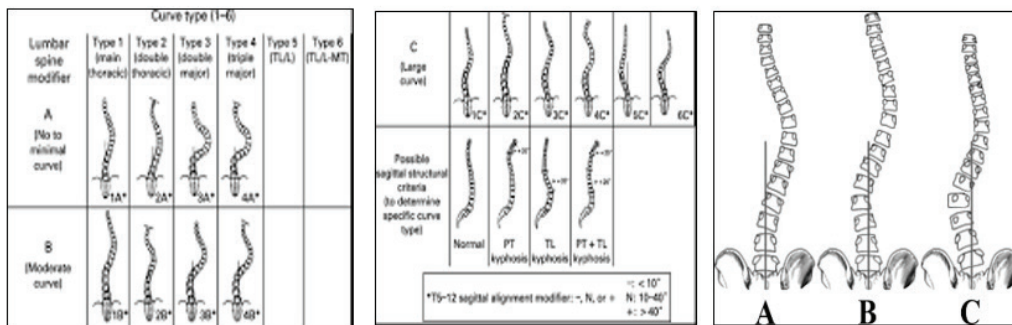 Curve type (1–6)
Lumbar spine modifier
Type 1 (main thoracic)
Type 2 (double thoracic)
Type 3 (double major)
Type 4 (triple major)
Type 5 (TL/L)
Type 6 (TL/L-MT)
A
(No to minimal curve)
1A*
2A*
3A*
4A*
B
(Moderate curve)
1B*
2B*
3B*
4B*
C
(Large curve)
1C*
2C*
3C*
4C*
5C*
6C*
Possible sagittal structural criteria (to determine specific curve type)
Normal
PT kyphosis
TL kyphosis
PT + TL kyphosis
*T5-12 sagittal alignment modifier: -, N, or +
-: < 10°
N: 10-40°
+: > 40°
A
B
C